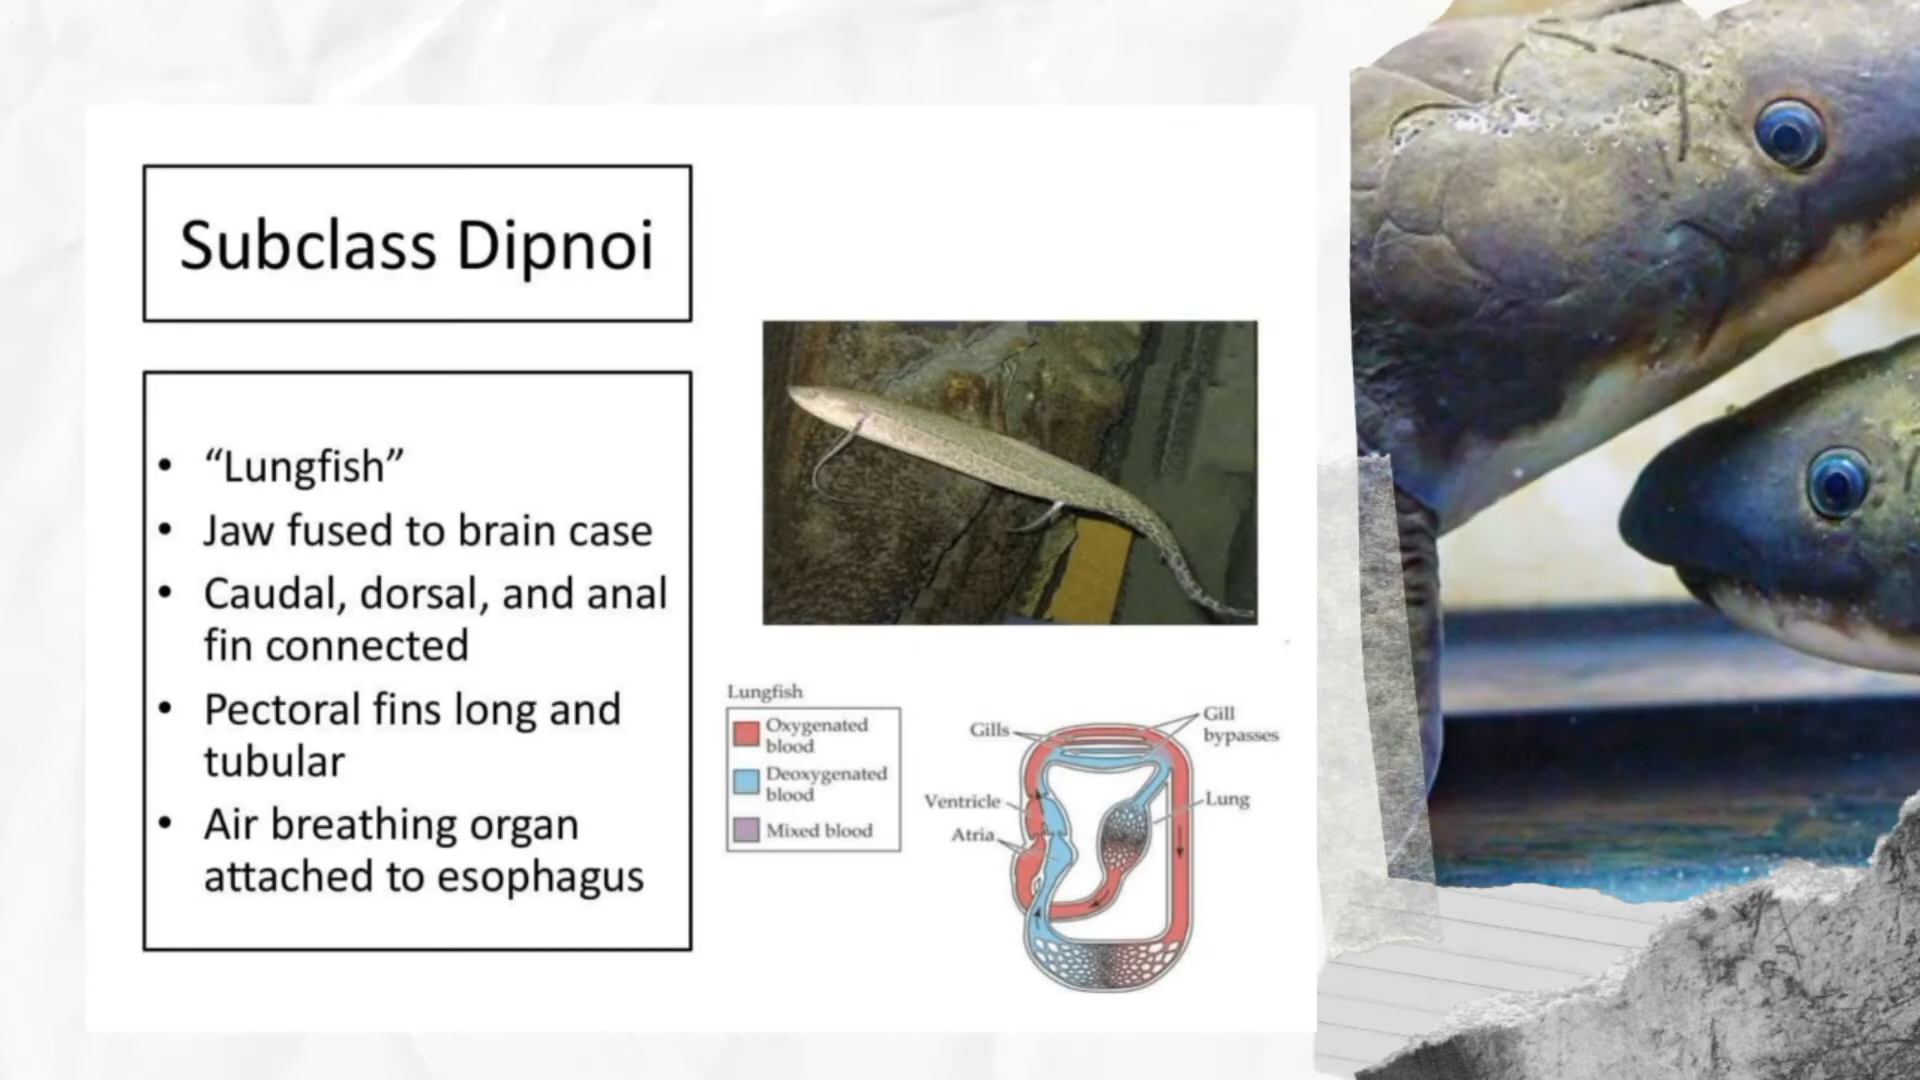 Subclass Dipnoi
• “Lungfish”
• Jaw fused to brain case
• Caudal, dorsal, and anal
fin connected
• Pectoral fins long and
tubular
• Air breathing organ
attached to esophagus
Lungfish
Oxygenated
blood
Deoxygenated
blood
Mixed blood
Gills
Gill
bypasses
Ventricle
Lung
Atria